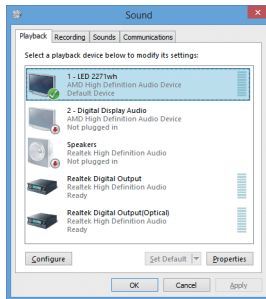 Sound
Playback Recording Sounds Communications
Select a playback device below to modify its settings:
1 - LED 2271wh
AMD High Definition Audio Device
Default Device
2 - Digital Display Audio
AMD High Definition Audio Device
Not plugged in
Speakers
Realtek High Definition Audio
Not plugged in
Realtek Digital Output
Realtek High Definition Audio
Ready
Realtek Digital Output(Optical)
Realtek High Definition Audio
Ready
Configure Set Default Properties
OK Cancel Apply